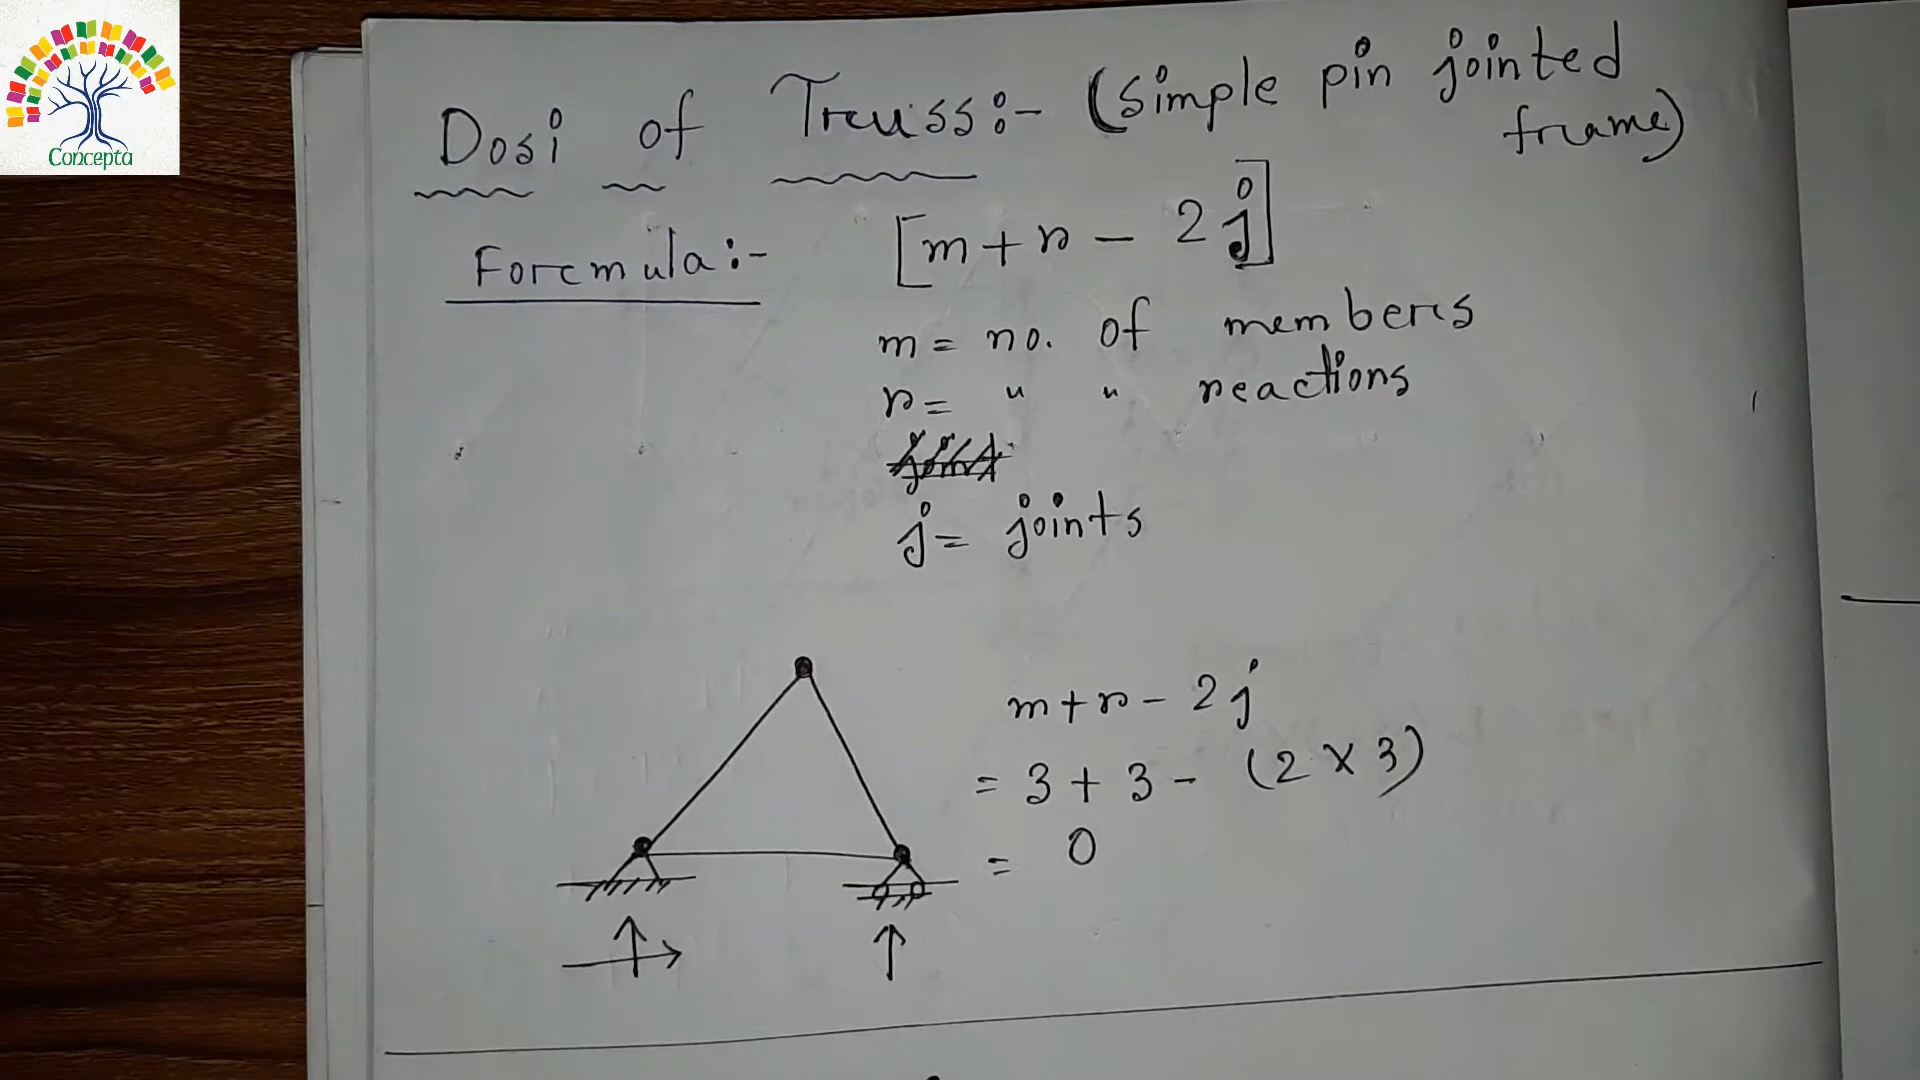 Concepta
Dosi of Truss:- (simple pin jointed
frame)
Formula:- [m+r - 2j]
m = no. of members
r = " " reactions
j = joints
m+r - 2j
= 3 + 3 - (2 x 3)
= 0